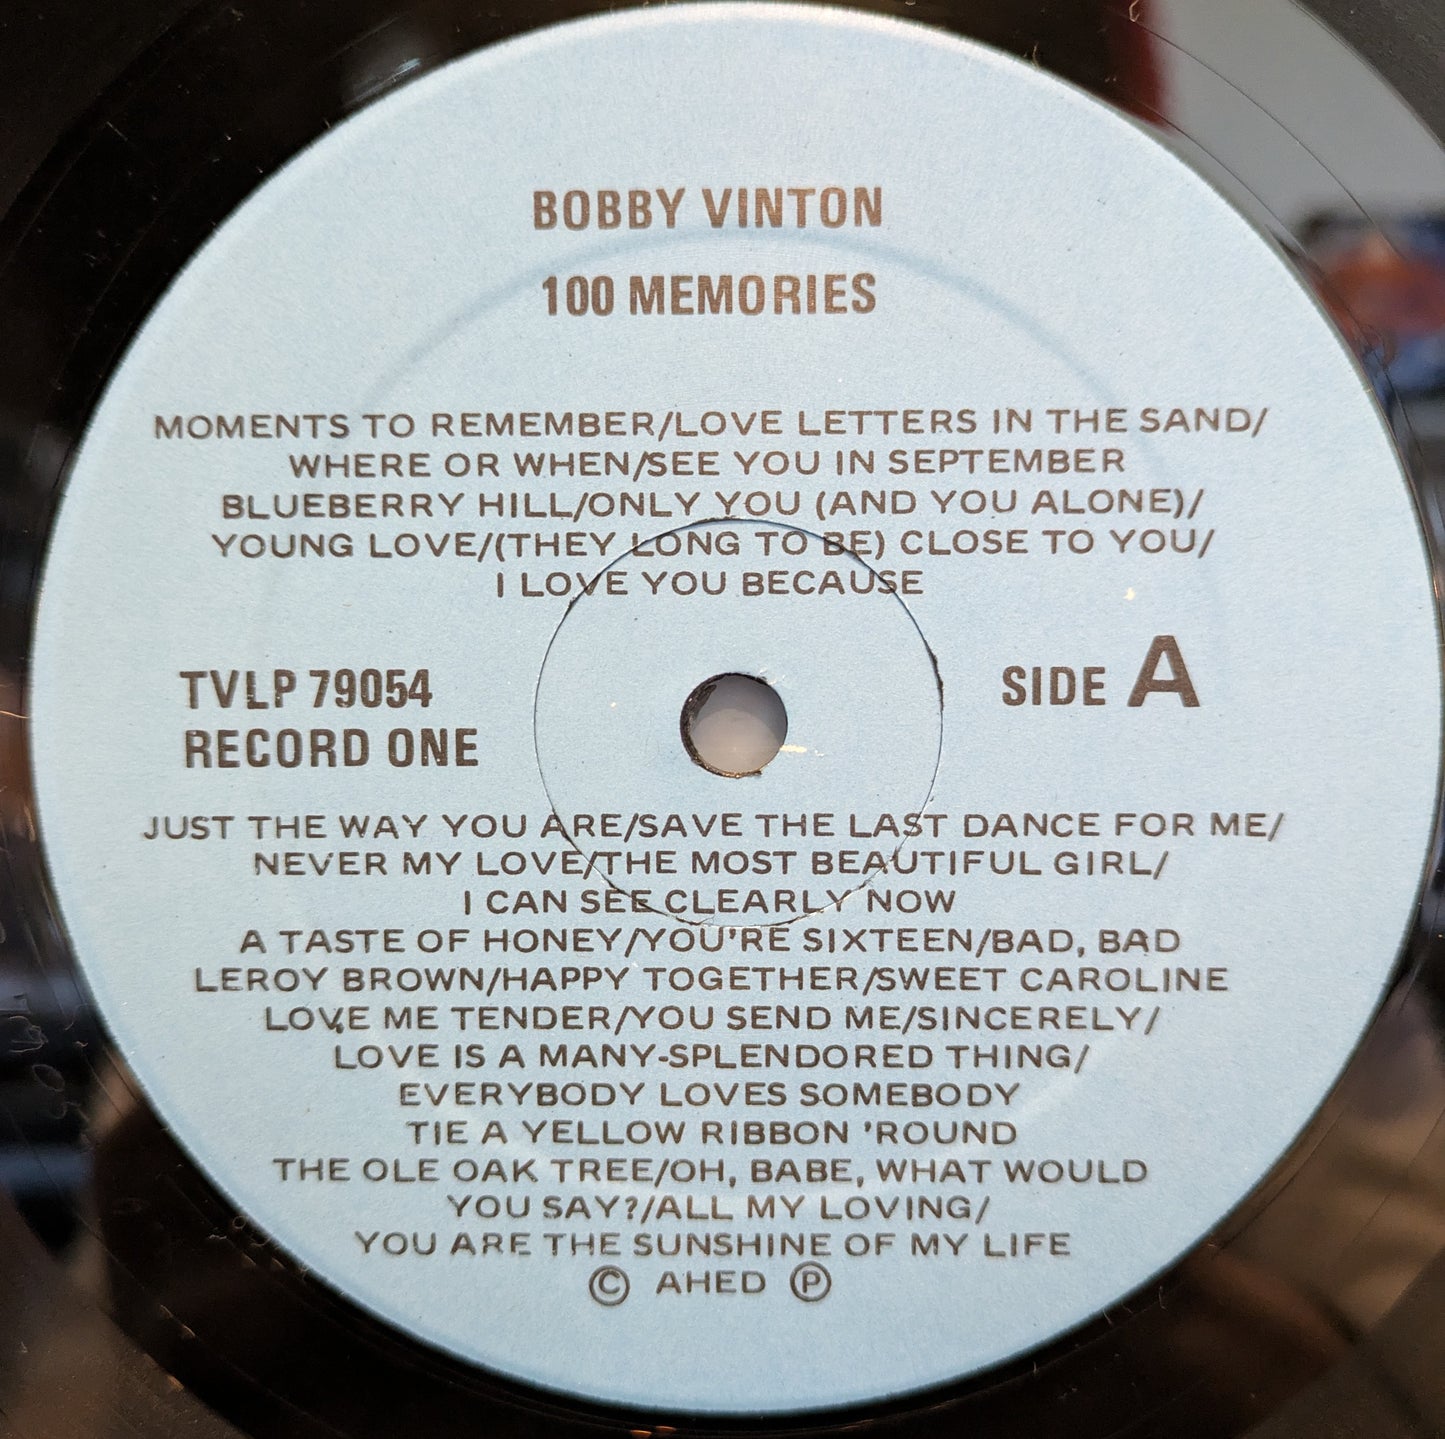 BOBBY VINTON
100 MEMORIES
MOMENTS TO REMEMBER/LOVE LETTERS IN THE SAND/
WHERE OR WHEN/SEE YOU IN SEPTEMBER
BLUEBERRY HILL/ONLY YOU (AND YOU ALONE)/
YOUNG LOVE/(THEY LONG TO BE) CLOSE TO YOU/
I LOVE YOU BECAUSE
TVLP 79054
RECORD ONE
SIDE A
JUST THE WAY YOU ARE/SAVE THE LAST DANCE FOR ME/
NEVER MY LOVE/THE MOST BEAUTIFUL GIRL/
I CAN SEE CLEARLY NOW
A TASTE OF HONEY/YOU'RE SIXTEEN/BAD, BAD
LEROY BROWN/HAPPY TOGETHER/SWEET CAROLINE
LOVE ME TENDER/YOU SEND ME/SINCERELY/
LOVE IS A MANY-SPLENDORED THING/
EVERYBODY LOVES SOMEBODY
TIE A YELLOW RIBBON 'ROUND
THE OLE OAK TREE/OH, BABE, WHAT WOULD
YOU SAY?/ALL MY LOVING/
YOU ARE THE SUNSHINE OF MY LIFE
© AHED ℗